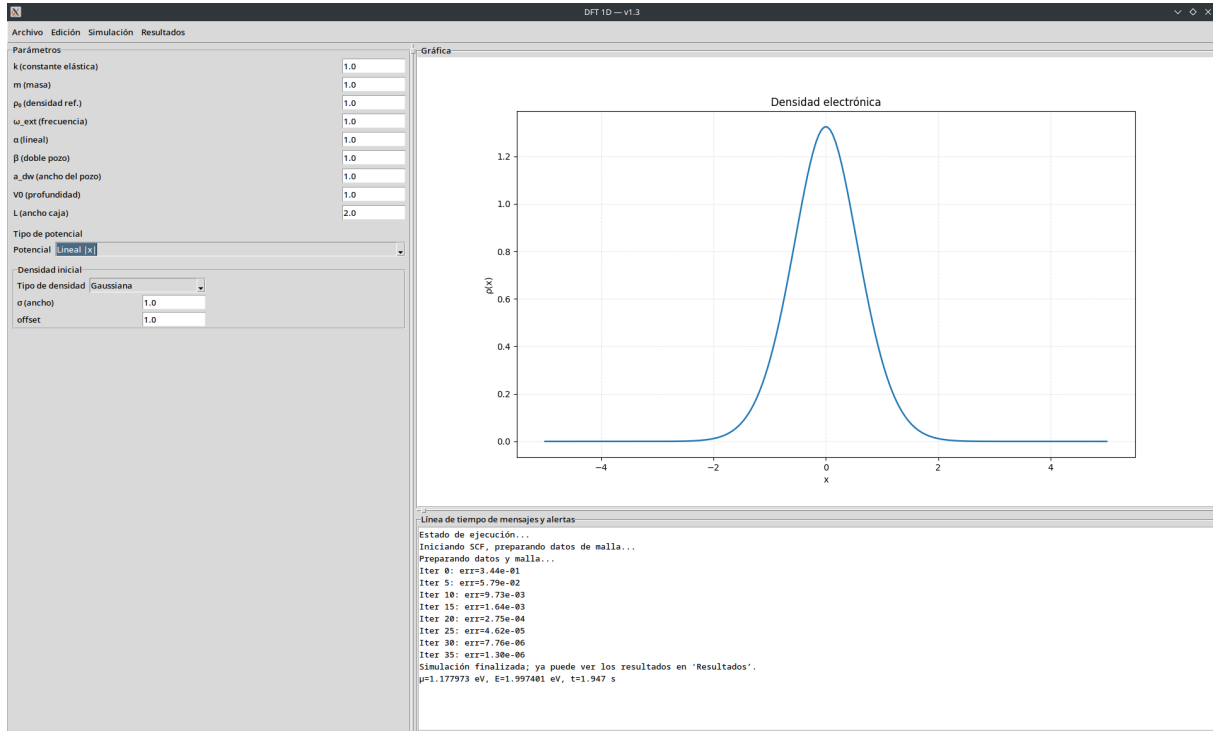 DFT 1D — v1.3
Archivo Edición Simulación Resultados
Parámetros
k (constante elástica) 1.0
m (masa) 1.0
ρ₀ (densidad ref.) 1.0
ω_ext (frecuencia) 1.0
α (lineal) 1.0
β (doble pozo) 1.0
a_dw (ancho del pozo) 1.0
V0 (profundidad) 1.0
L (ancho caja) 2.0
Tipo de potencial
Potencial Lineal |x|
Densidad inicial
Tipo de densidad Gaussiana
σ (ancho) 1.0
offset 1.0
Gráfica
Densidad electrónica
1.2
1.0
0.8
0.6
0.4
0.2
0.0
ρ(x)
−4 −2 0 2 4
x
Línea de tiempo de mensajes y alertas
Estado de ejecución...
Iniciando SCF, preparando datos de malla...
Preparando datos y malla...
Iter 0: err=3.44e-01
Iter 5: err=5.79e-02
Iter 10: err=9.73e-03
Iter 15: err=1.64e-03
Iter 20: err=2.75e-04
Iter 25: err=4.62e-05
Iter 30: err=7.76e-06
Iter 35: err=1.30e-06
Simulación finalizada; ya puede ver los resultados en 'Resultados'.
μ=1.177973 eV, E=1.997401 eV, t=1.947 s